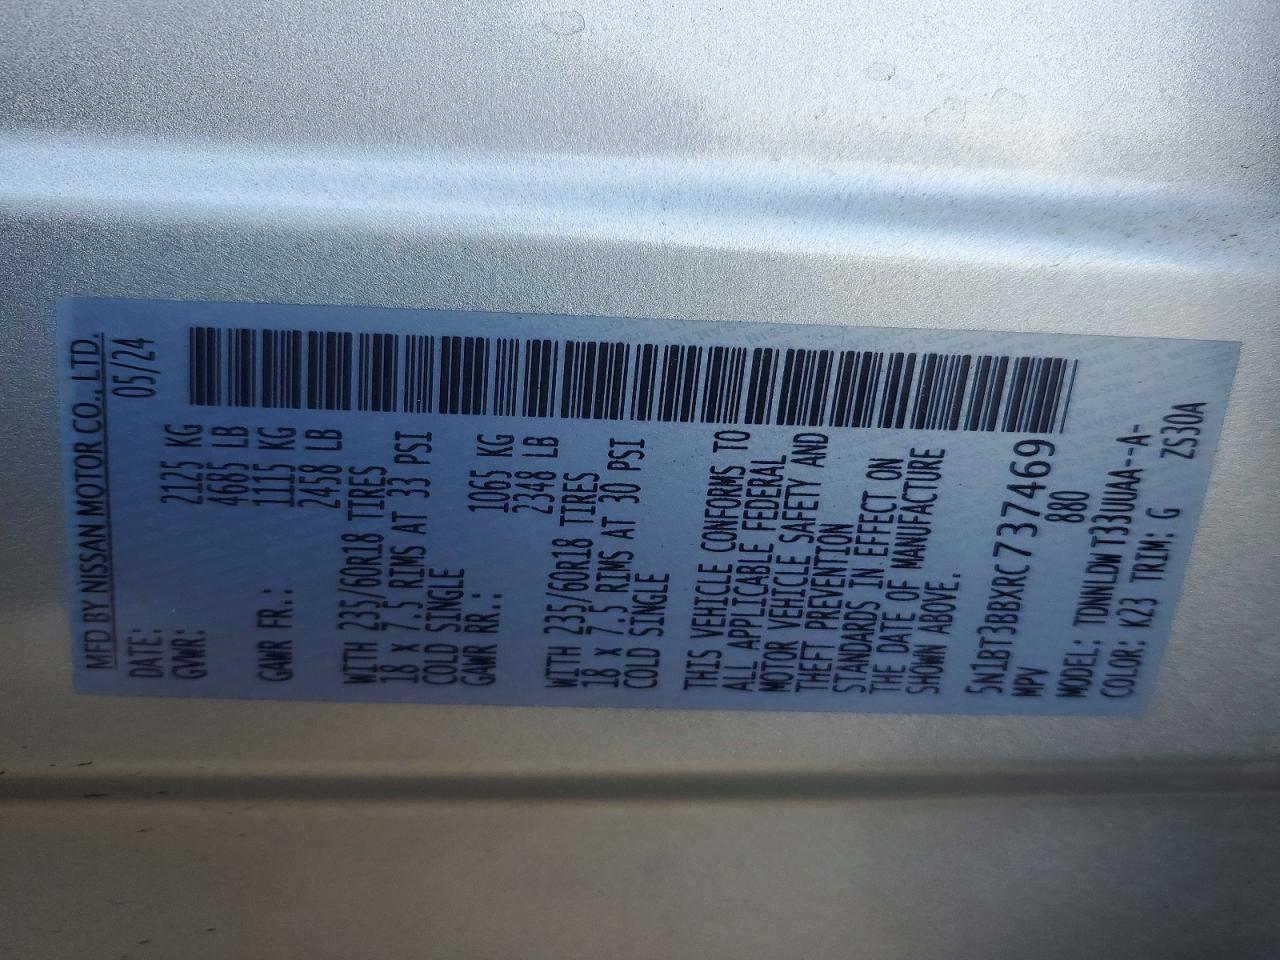 MFD BY NISSAN MOTOR CO., LTD.
DATE: 05/24
GVWR: 2125 KG
4685 LB
GAWR FR.: 1115 KG
2458 LB
WITH 235/60R18 TIRES
18 X 7.5 RIMS AT 33 PSI
COLD SINGLE
GAWR RR.: 1065 KG
2348 LB
WITH 235/60R18 TIRES
18 X 7.5 RIMS AT 30 PSI
COLD SINGLE
THIS VEHICLE CONFORMS TO
ALL APPLICABLE FEDERAL
MOTOR VEHICLE SAFETY AND
THEFT PREVENTION
STANDARDS IN EFFECT ON
THE DATE OF MANUFACTURE
SHOWN ABOVE.
5N1BT3BBXRC737469
MPV 880
MODEL: TDNNLDW T33UUAA--A-
COLOR: K23 TRIM: G ZS30A